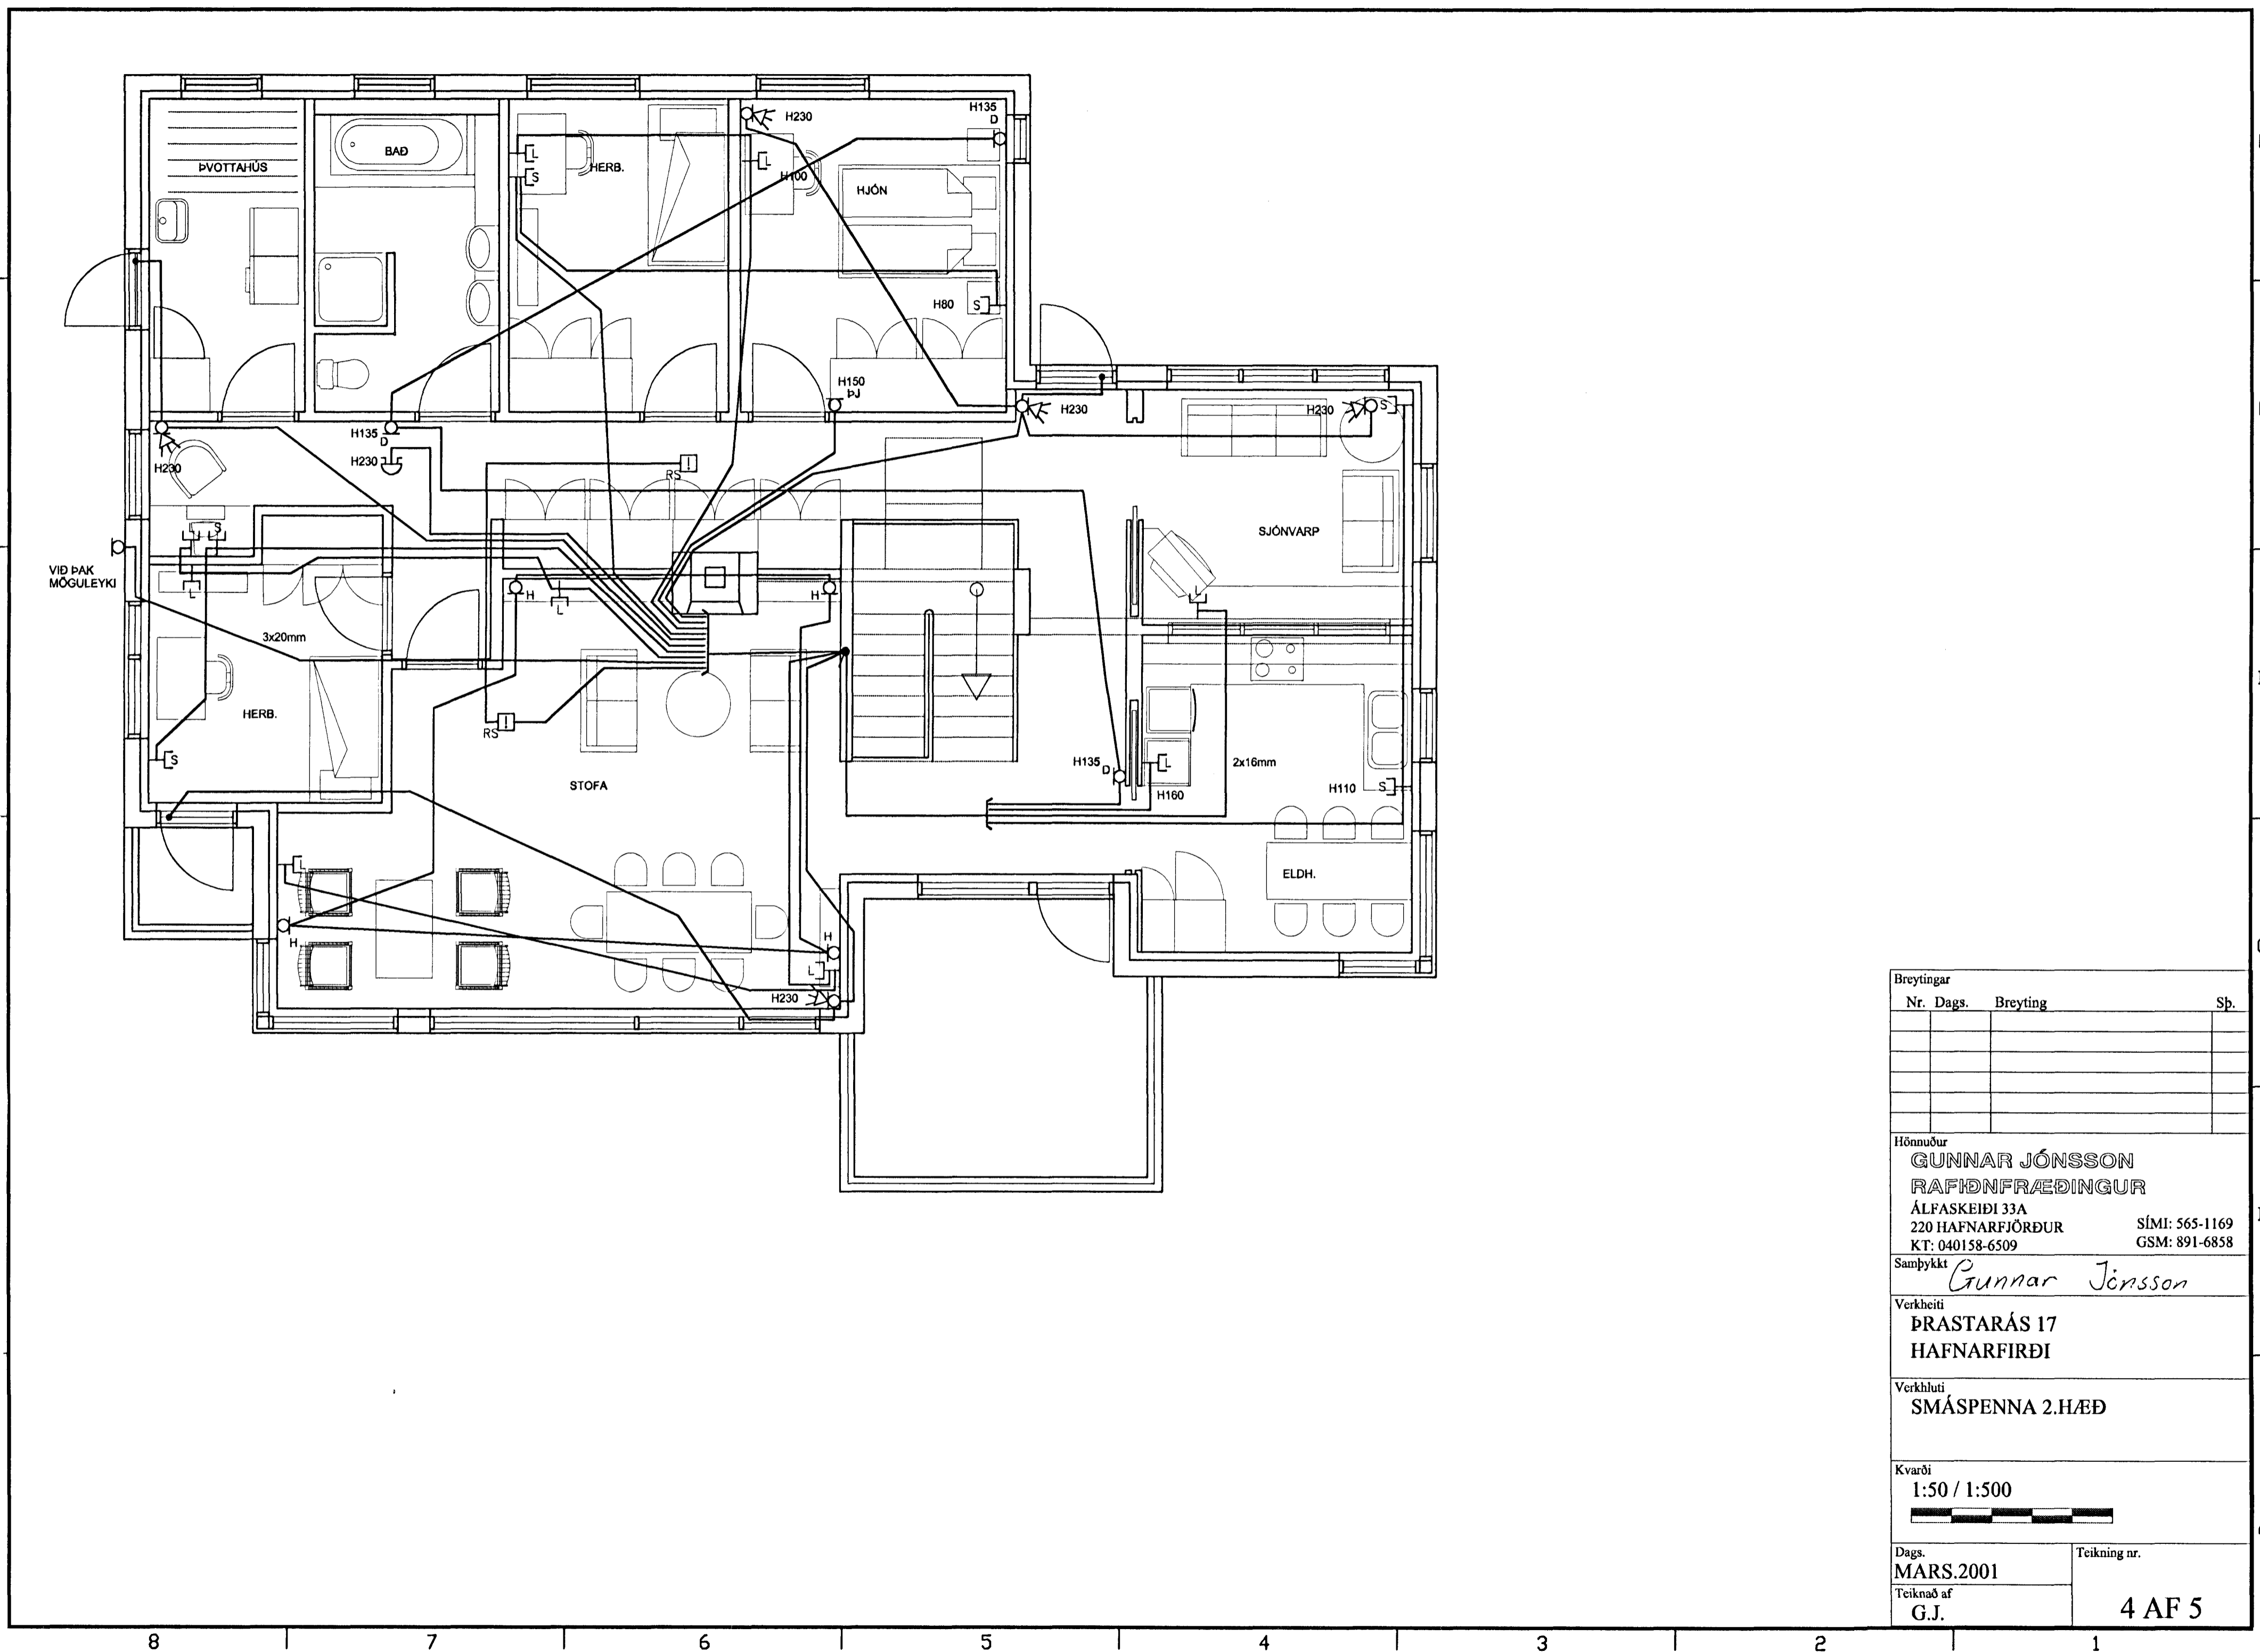 H135
D
H230
BAÐ
ÞVOTTAHÚS
L
HERB.
L
S
H100
HJÓN
H80
S
H150
ÞJ
H230
H230
S
H135
D
H230
H230
RS
S
SJÓNVARP
VIÐ ÞAK
MÖGULEYKI
L
H
L
H
L
3x20mm
HERB.
RS
S
STOFA
H135
D
L
2x16mm
H160
H110
S
L
ELDH.
H
H
L
H230
Breytingar
Nr. Dags. Breyting Sþ.
Hönnuður
GUNNAR JÓNSSON
RAFIÐNFRÆÐINGUR
ÁLFASKEIÐI 33A
220 HAFNARFJÖRÐUR SÍMI: 565-1169
KT: 040158-6509 GSM: 891-6858
Samþykkt Gunnar Jónsson
Verkheiti
ÞRASTARÁS 17
HAFNARFIRÐI
Verkhluti
SMÁSPENNA 2.HÆÐ
Kvarði
1:50 / 1:500
Dags.
MARS.2001
Teikning nr.
Teiknað af
G.J.
4 AF 5
8 7 6 5 4 3 2 1